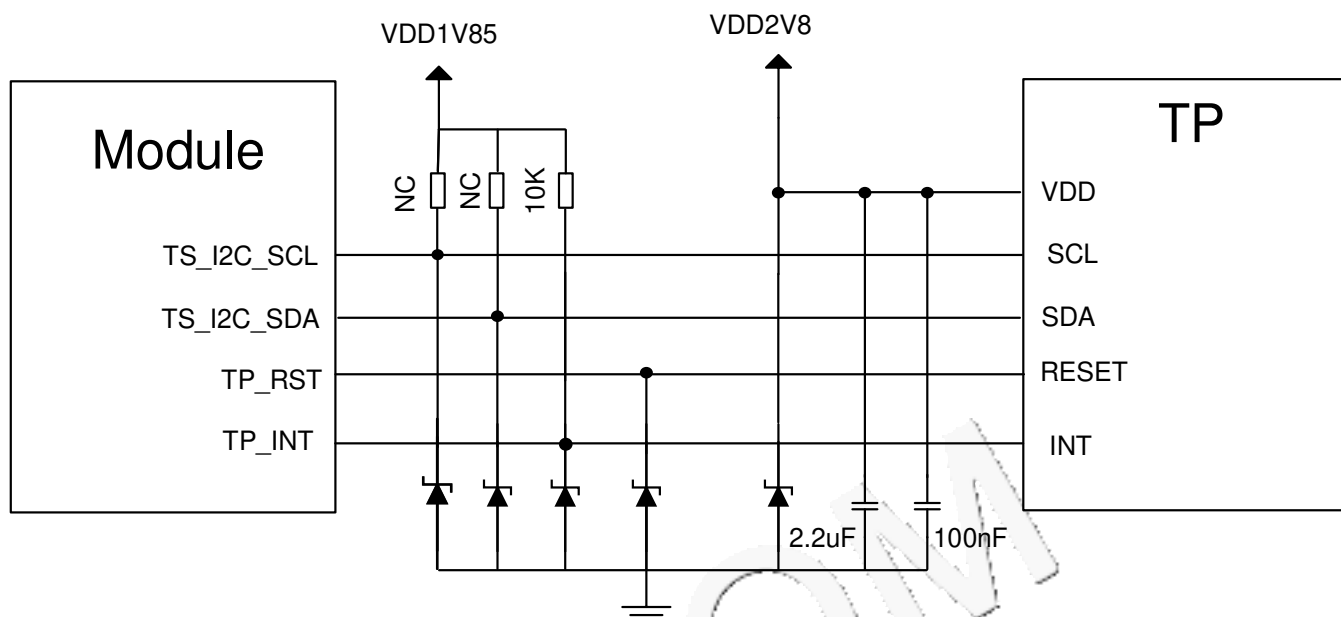 VDD1V85
VDD2V8
Module
TP
NC
NC
10K
VDD
TS_I2C_SCL
SCL
TS_I2C_SDA
SDA
TP_RST
RESET
TP_INT
INT
2.2uF
100nF
OM